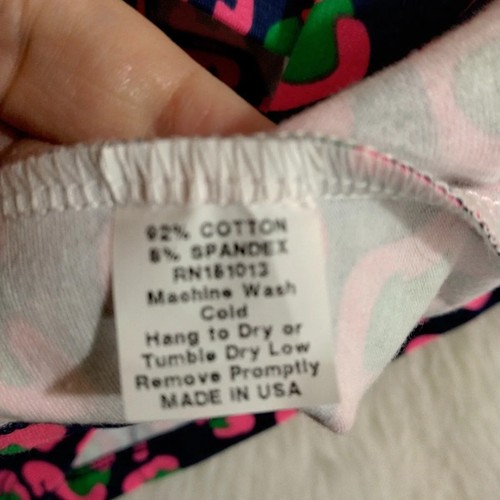 92% COTTON
8% SPANDEX
RN151013
Machine Wash
Cold
Hang to Dry or
Tumble Dry Low
Remove Promptly
MADE IN USA